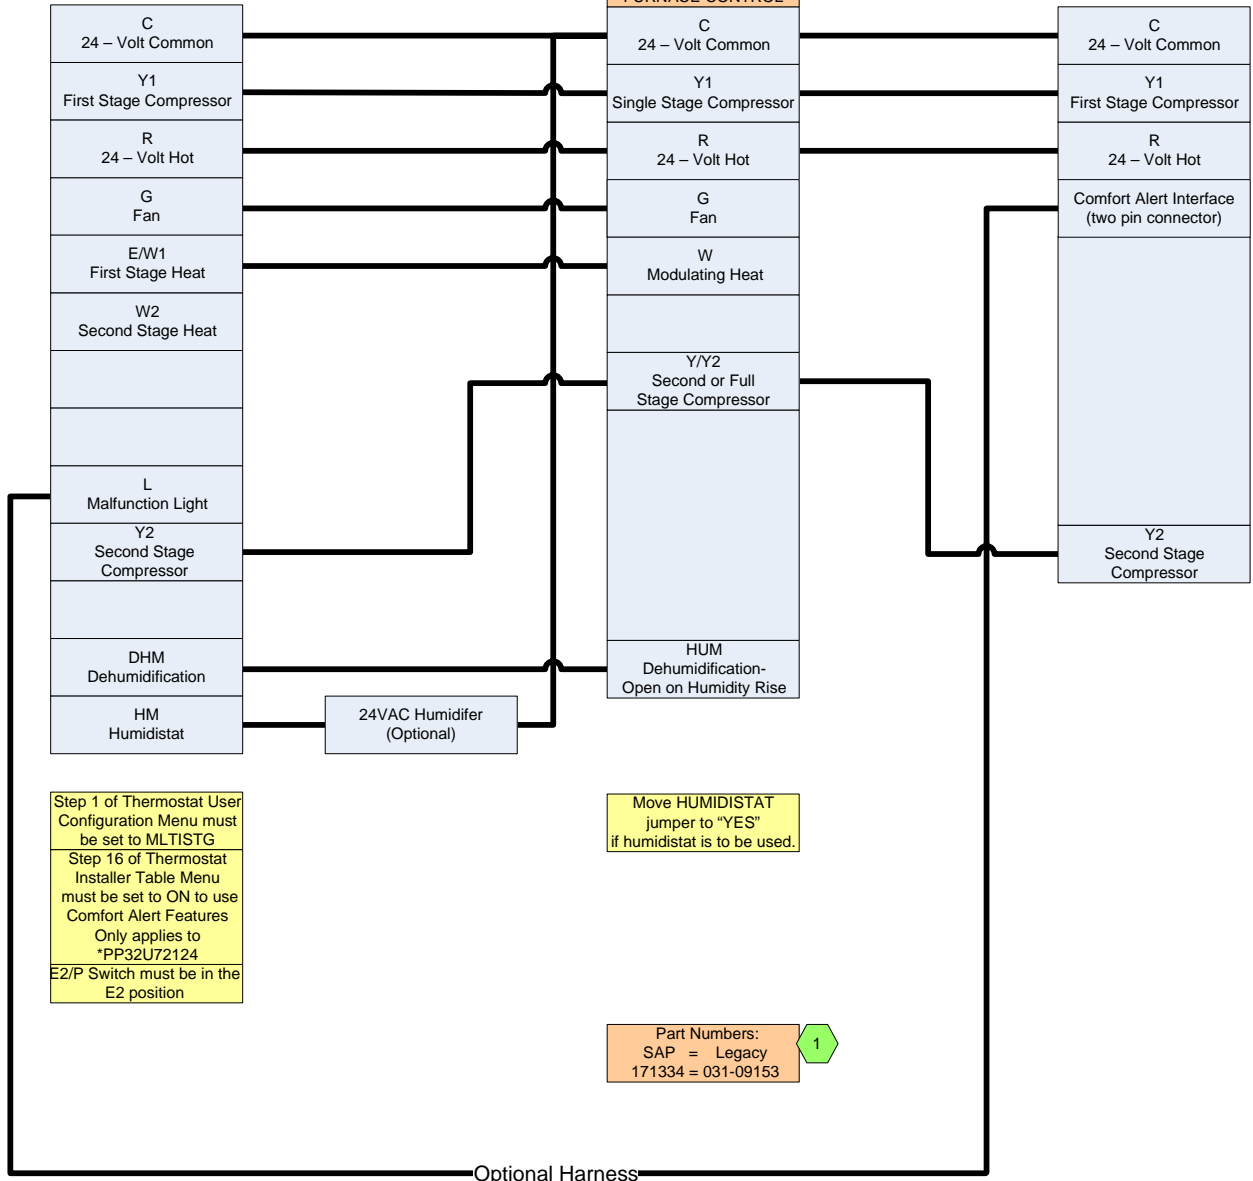 FURNACE CONTROL
C
24 – Volt Common
Y1
First Stage Compressor
R
24 – Volt Hot
G
Fan
E/W1
First Stage Heat
W2
Second Stage Heat
L
Malfunction Light
Y2
Second Stage
Compressor
DHM
Dehumidification
HM
Humidistat
24VAC Humidifer
(Optional)
C
24 – Volt Common
Y1
Single Stage Compressor
R
24 – Volt Hot
G
Fan
W
Modulating Heat
Y/Y2
Second or Full
Stage Compressor
HUM
Dehumidification-
Open on Humidity Rise
C
24 – Volt Common
Y1
First Stage Compressor
R
24 – Volt Hot
Comfort Alert Interface
(two pin connector)
Y2
Second Stage
Compressor
Step 1 of Thermostat User
Configuration Menu must
be set to MLTISTG
Step 16 of Thermostat
Installer Table Menu
must be set to ON to use
Comfort Alert Features
Only applies to
*PP32U72124
E2/P Switch must be in the
E2 position
Move HUMIDISTAT
jumper to “YES”
if humidistat is to be used.
Part Numbers:
SAP = Legacy
171334 = 031-09153
1
Optional Harness